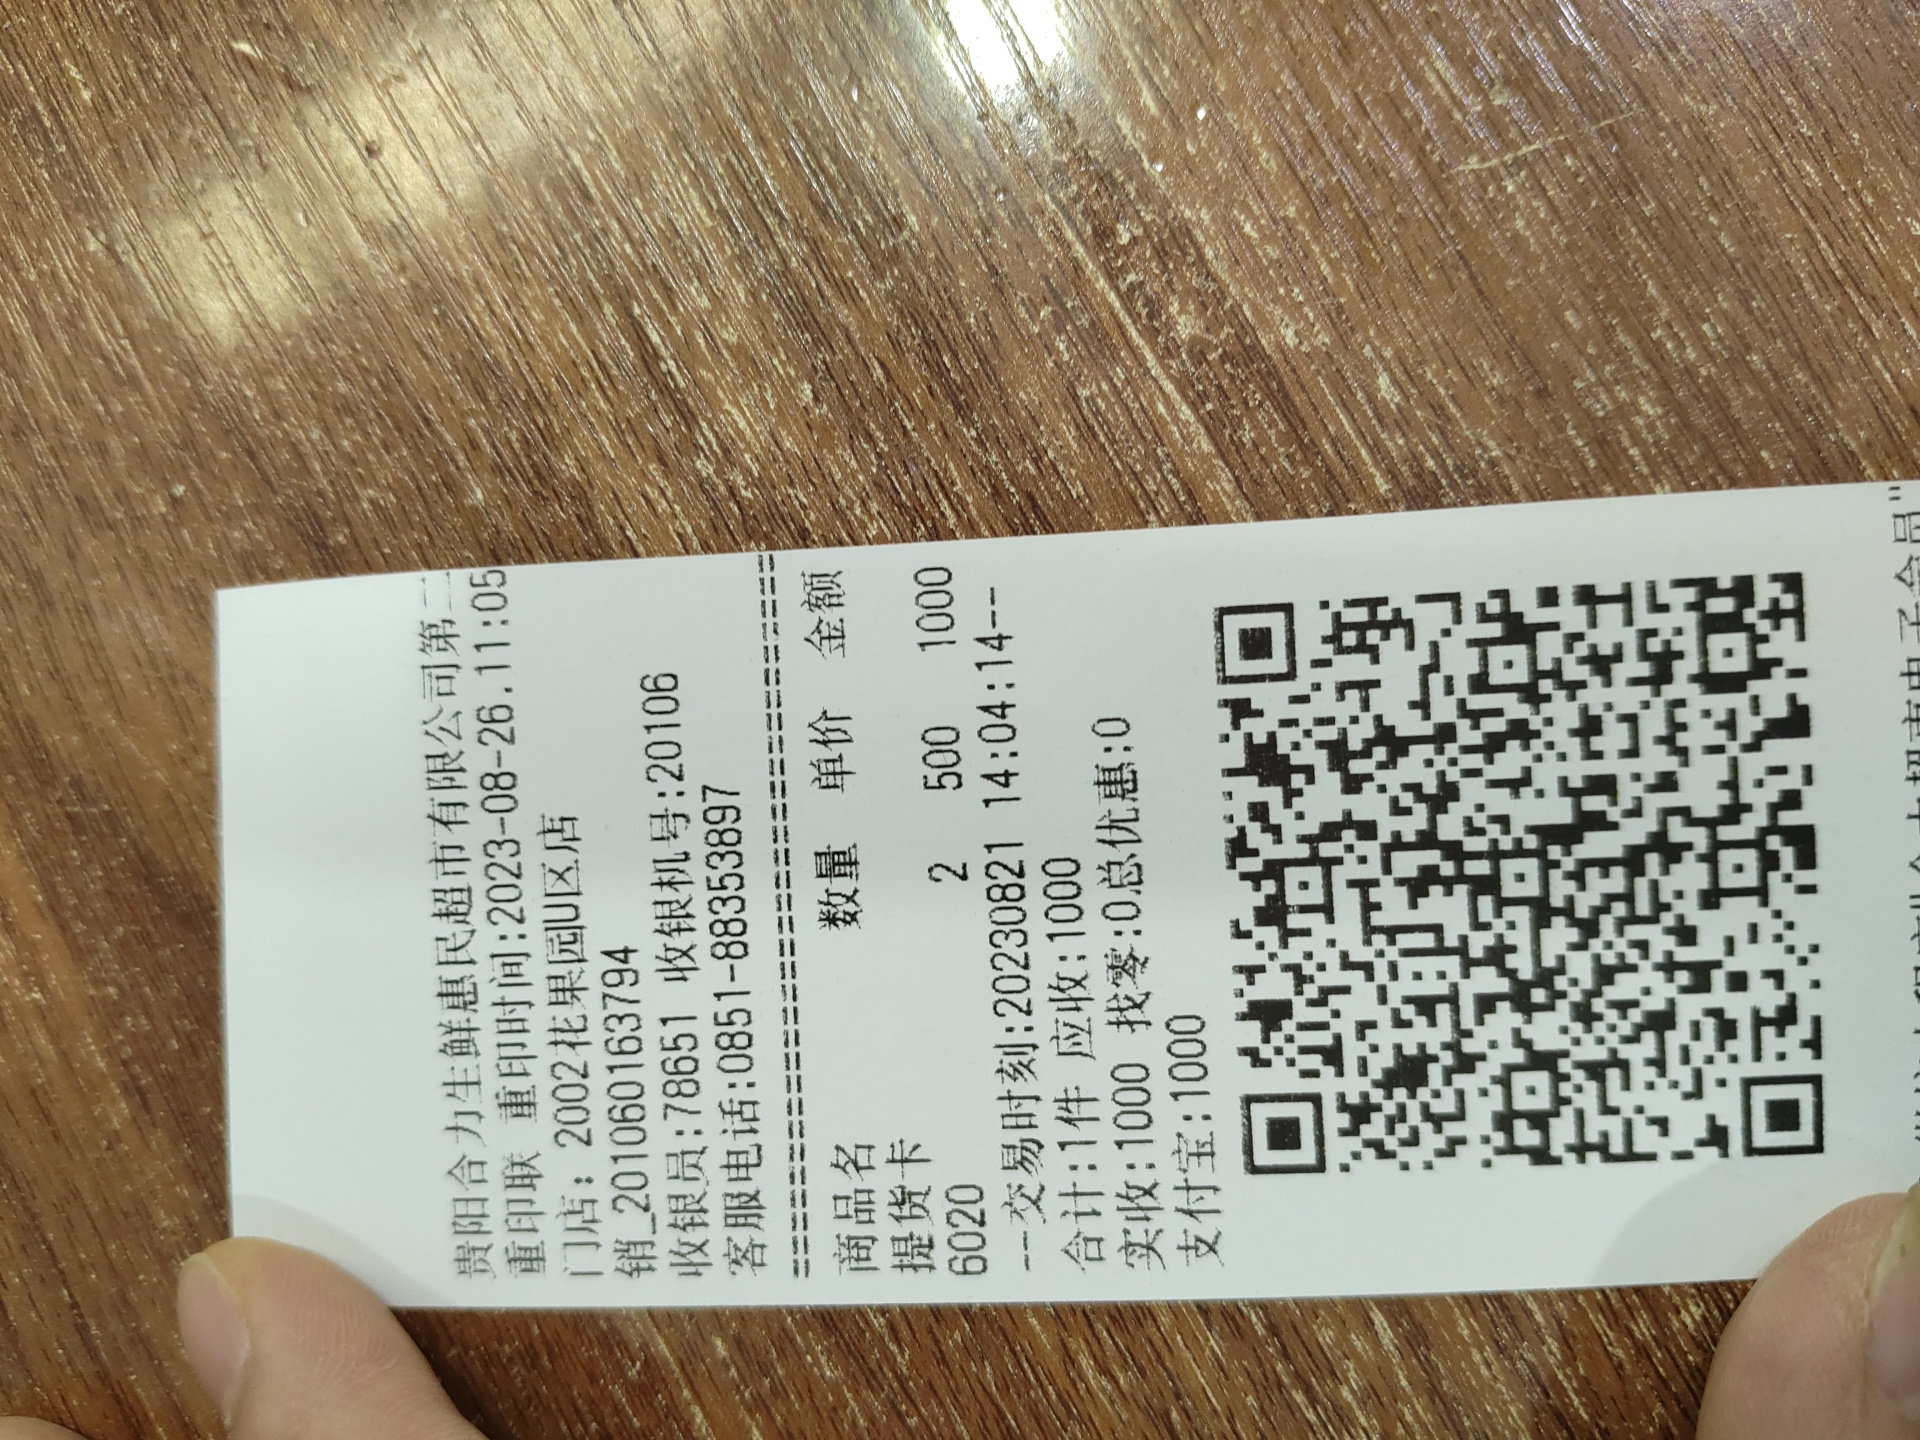 贵阳合力生鲜惠民超市有限公司第二
重印联 重印时间:2023-08-26.11:05
门店: 2002花果园U区店
销_201060163794
收银员:78651 收银机号:20106
客服电话:0851-88353897
商品名 数量 单价 金额
提货卡
6020 2 500 1000
---交易时刻:20230821 14:04:14---
合计:1件 应收:1000
实收:1000 找零:0总优惠:0
支付宝:1000